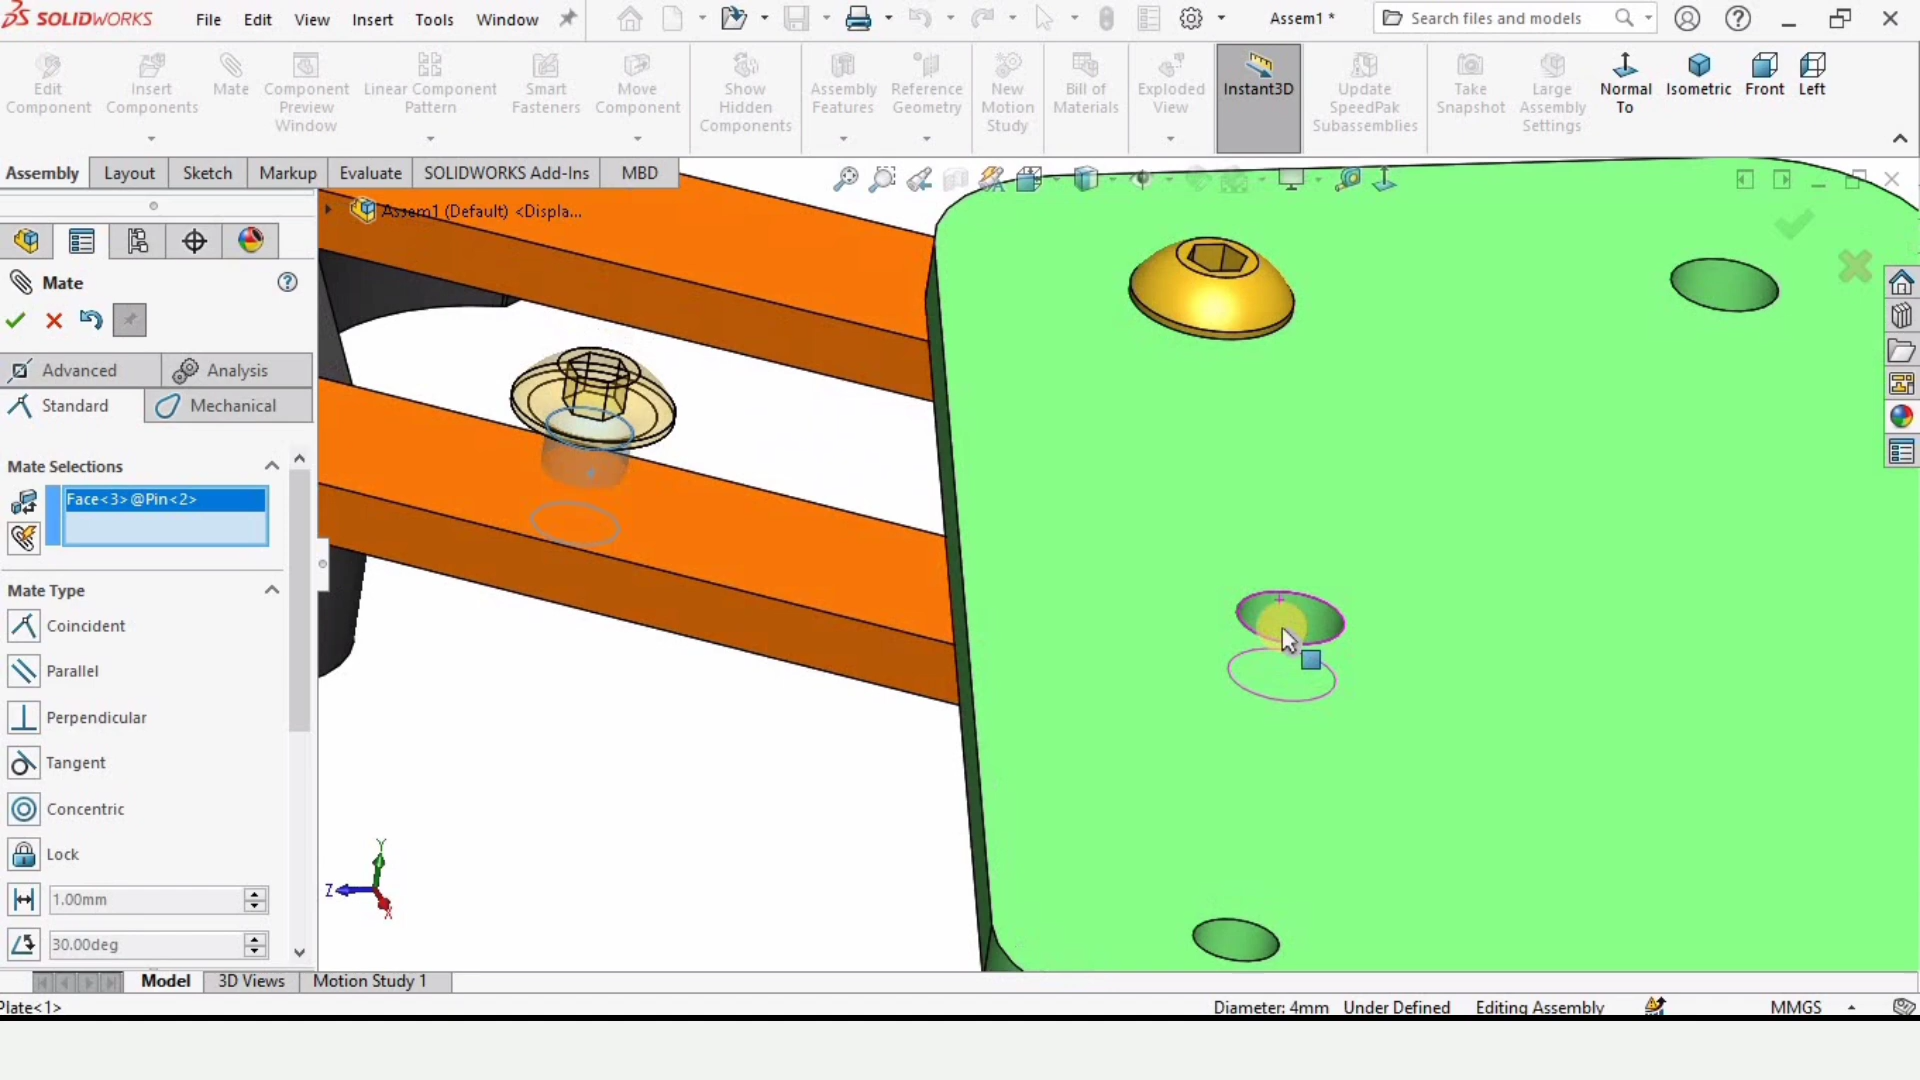 SOLIDWORKS File Edit View Insert Tools Window Assem1 * Search files and models
Edit Component
Insert Components
Mate
Component Preview Window
Linear Component Pattern
Smart Fasteners
Move Component
Show Hidden Components
Assembly Features
Reference Geometry
New Motion Study
Bill of Materials
Exploded View
Instant3D
Update SpeedPak Subassemblies
Take Snapshot
Large Assembly Settings
Normal To
Isometric
Front
Left
Assembly Layout Sketch Markup Evaluate SOLIDWORKS Add-Ins MBD
Assem1 (Default) <Displa...
Mate
Advanced Analysis
Standard Mechanical
Mate Selections
Face<3>@Pin<2>
Mate Type
Coincident
Parallel
Perpendicular
Tangent
Concentric
Lock
1.00mm
30.00deg
Y
Z
X
Model 3D Views Motion Study 1
Plate<1> Diameter: 4mm Under Defined Editing Assembly MMGS